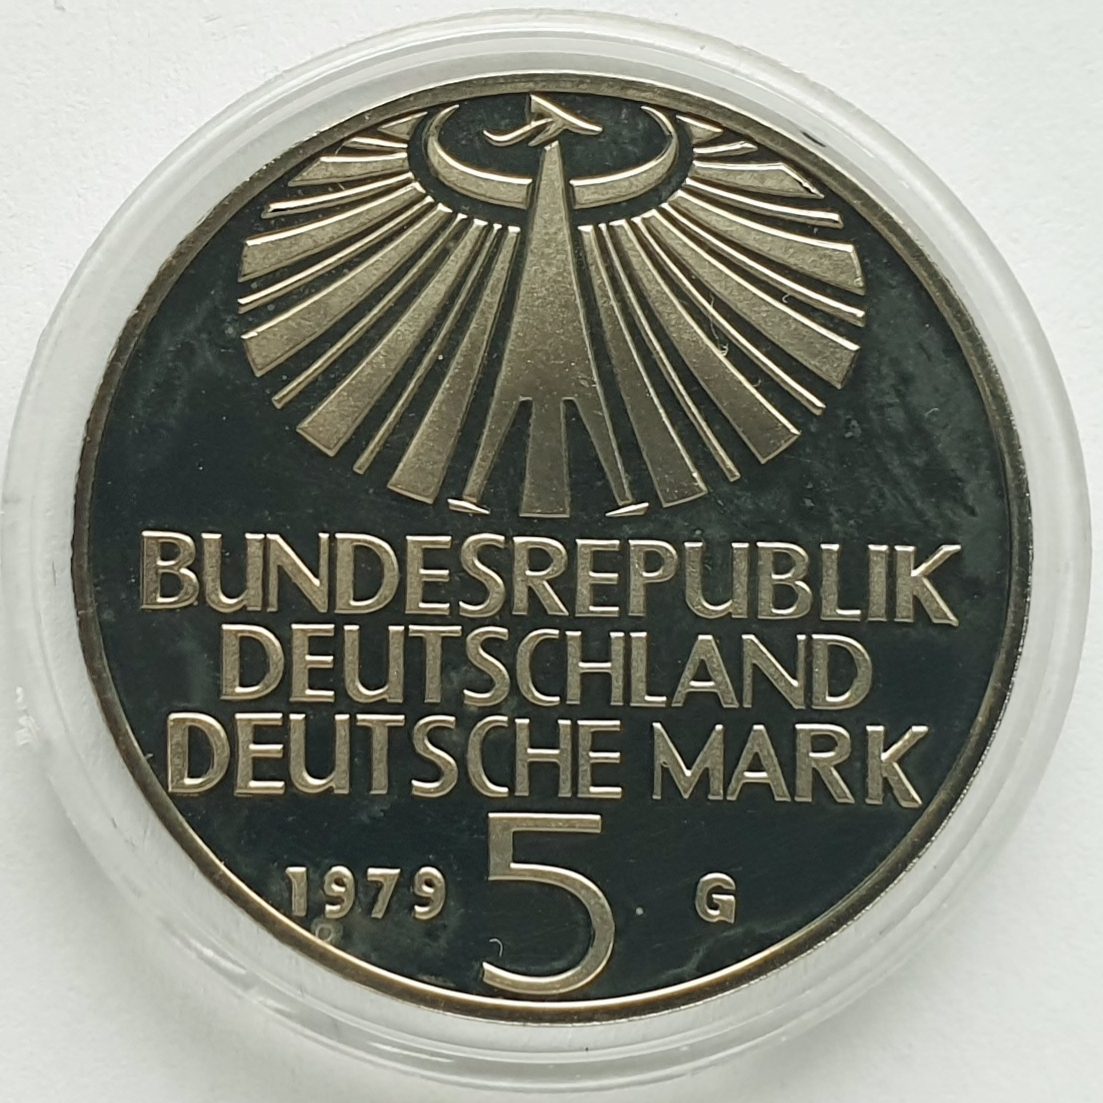 BUNDESREPUBLIK
DEUTSCHLAND
DEUTSCHE MARK
1979 5 G